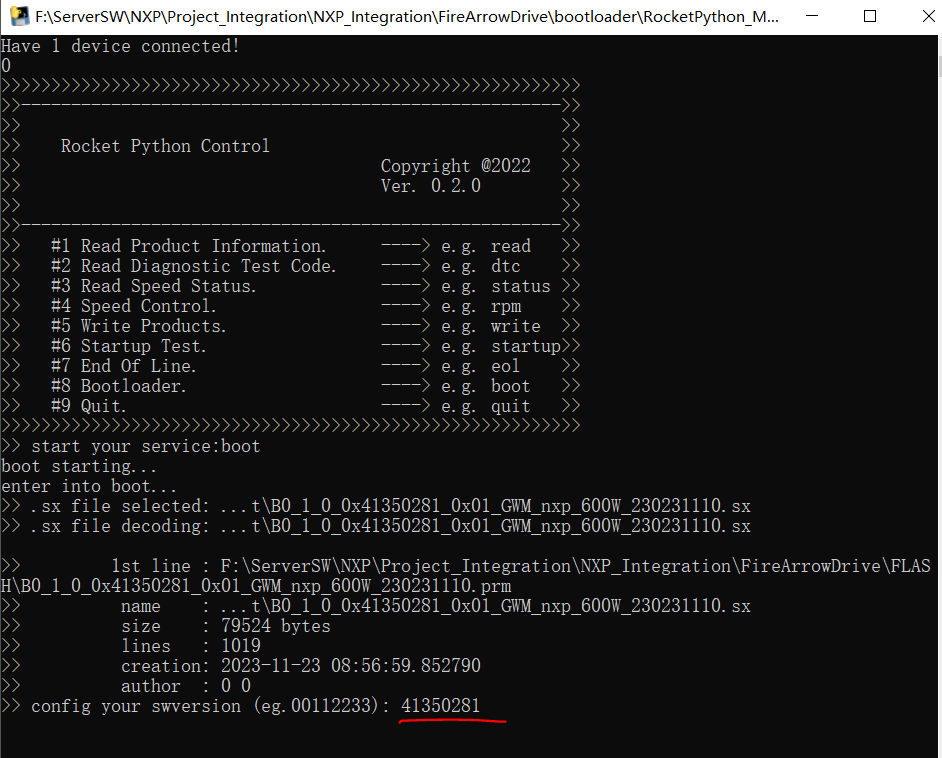 F:\ServerSW\NXP\Project_Integration\NXP_Integration\FireArrowDrive\bootloader\RocketPython_M...
Have 1 device connected!
0
>>>>>>>>>>>>>>>>>>>>>>>>>>>>>>>>>>>>>>>>>>>>>>>>>>>>>>>>>>
>>------------------------------------------------------>>
>> >>
>> Rocket Python Control >>
>> Copyright @2022 >>
>> Ver. 0.2.0 >>
>> >>
>>------------------------------------------------------>>
>> #1 Read Product Information. ----> e.g. read >>
>> #2 Read Diagnostic Test Code. ----> e.g. dtc >>
>> #3 Read Speed Status. ----> e.g. status >>
>> #4 Speed Control. ----> e.g. rpm >>
>> #5 Write Products. ----> e.g. write >>
>> #6 Startup Test. ----> e.g. startup>>
>> #7 End Of Line. ----> e.g. eol >>
>> #8 Bootloader. ----> e.g. boot >>
>> #9 Quit. ----> e.g. quit >>
>>>>>>>>>>>>>>>>>>>>>>>>>>>>>>>>>>>>>>>>>>>>>>>>>>>>>>>>>>
>> start your service:boot
boot starting...
enter into boot...
>> .sx file selected: ...t\B0_1_0_0x41350281_0x01_GWM_nxp_600W_230231110.sx
>> .sx file decoding: ...t\B0_1_0_0x41350281_0x01_GWM_nxp_600W_230231110.sx
>> 1st line : F:\ServerSW\NXP\Project_Integration\NXP_Integration\FireArrowDrive\FLAS
H\B0_1_0_0x41350281_0x01_GWM_nxp_600W_230231110.prm
>> name : ...t\B0_1_0_0x41350281_0x01_GWM_nxp_600W_230231110.sx
>> size : 79524 bytes
>> lines : 1019
>> creation: 2023-11-23 08:56:59.852790
>> author : 0 0
>> config your swversion (eg.00112233): 41350281